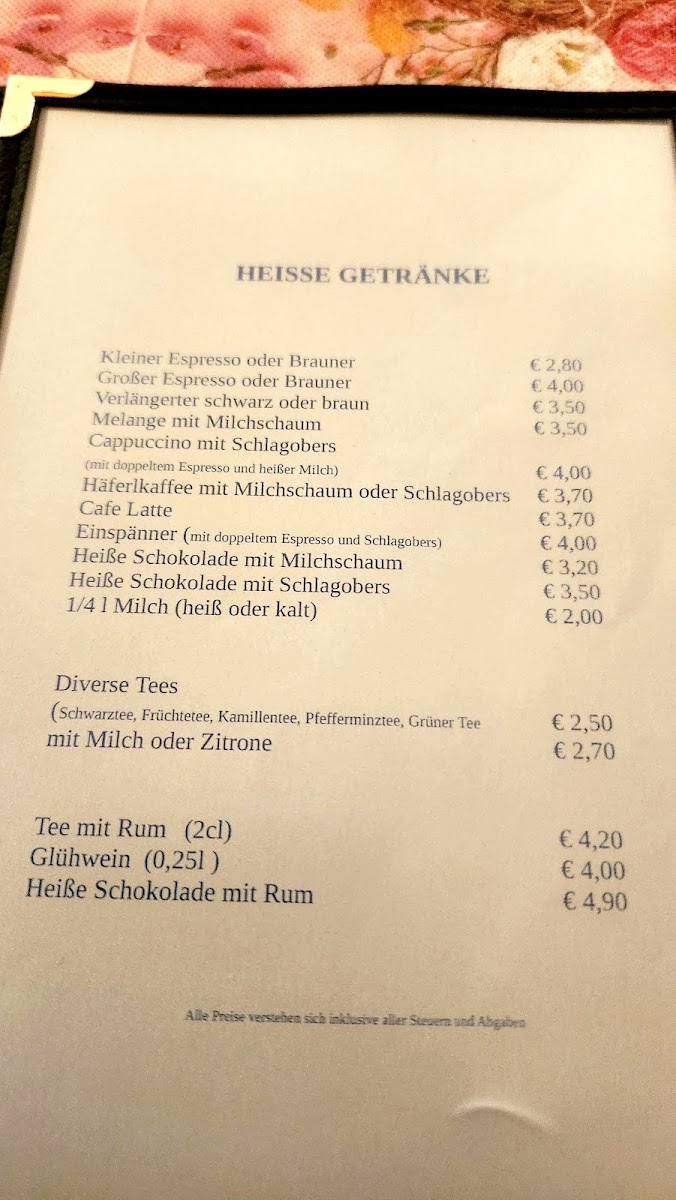 HEISSE GETRÄNKE
Kleiner Espresso oder Brauner € 2,80
Großer Espresso oder Brauner € 4,00
Verlängerter schwarz oder braun € 3,50
Melange mit Milchschaum € 3,50
Cappuccino mit Schlagobers
(mit doppeltem Espresso und heißer Milch) € 4,00
Häferlkaffee mit Milchschaum oder Schlagobers € 3,70
Cafe Latte € 3,70
Einspänner (mit doppeltem Espresso und Schlagobers) € 4,00
Heiße Schokolade mit Milchschaum € 3,20
Heiße Schokolade mit Schlagobers € 3,50
1/4 l Milch (heiß oder kalt) € 2,00
Diverse Tees
(Schwarztee, Früchtetee, Kamillentee, Pfefferminztee, Grüner Tee € 2,50
mit Milch oder Zitrone € 2,70
Tee mit Rum (2cl) € 4,20
Glühwein (0,25l ) € 4,00
Heiße Schokolade mit Rum € 4,90
Alle Preise verstehen sich inklusive aller Steuern und Abgaben